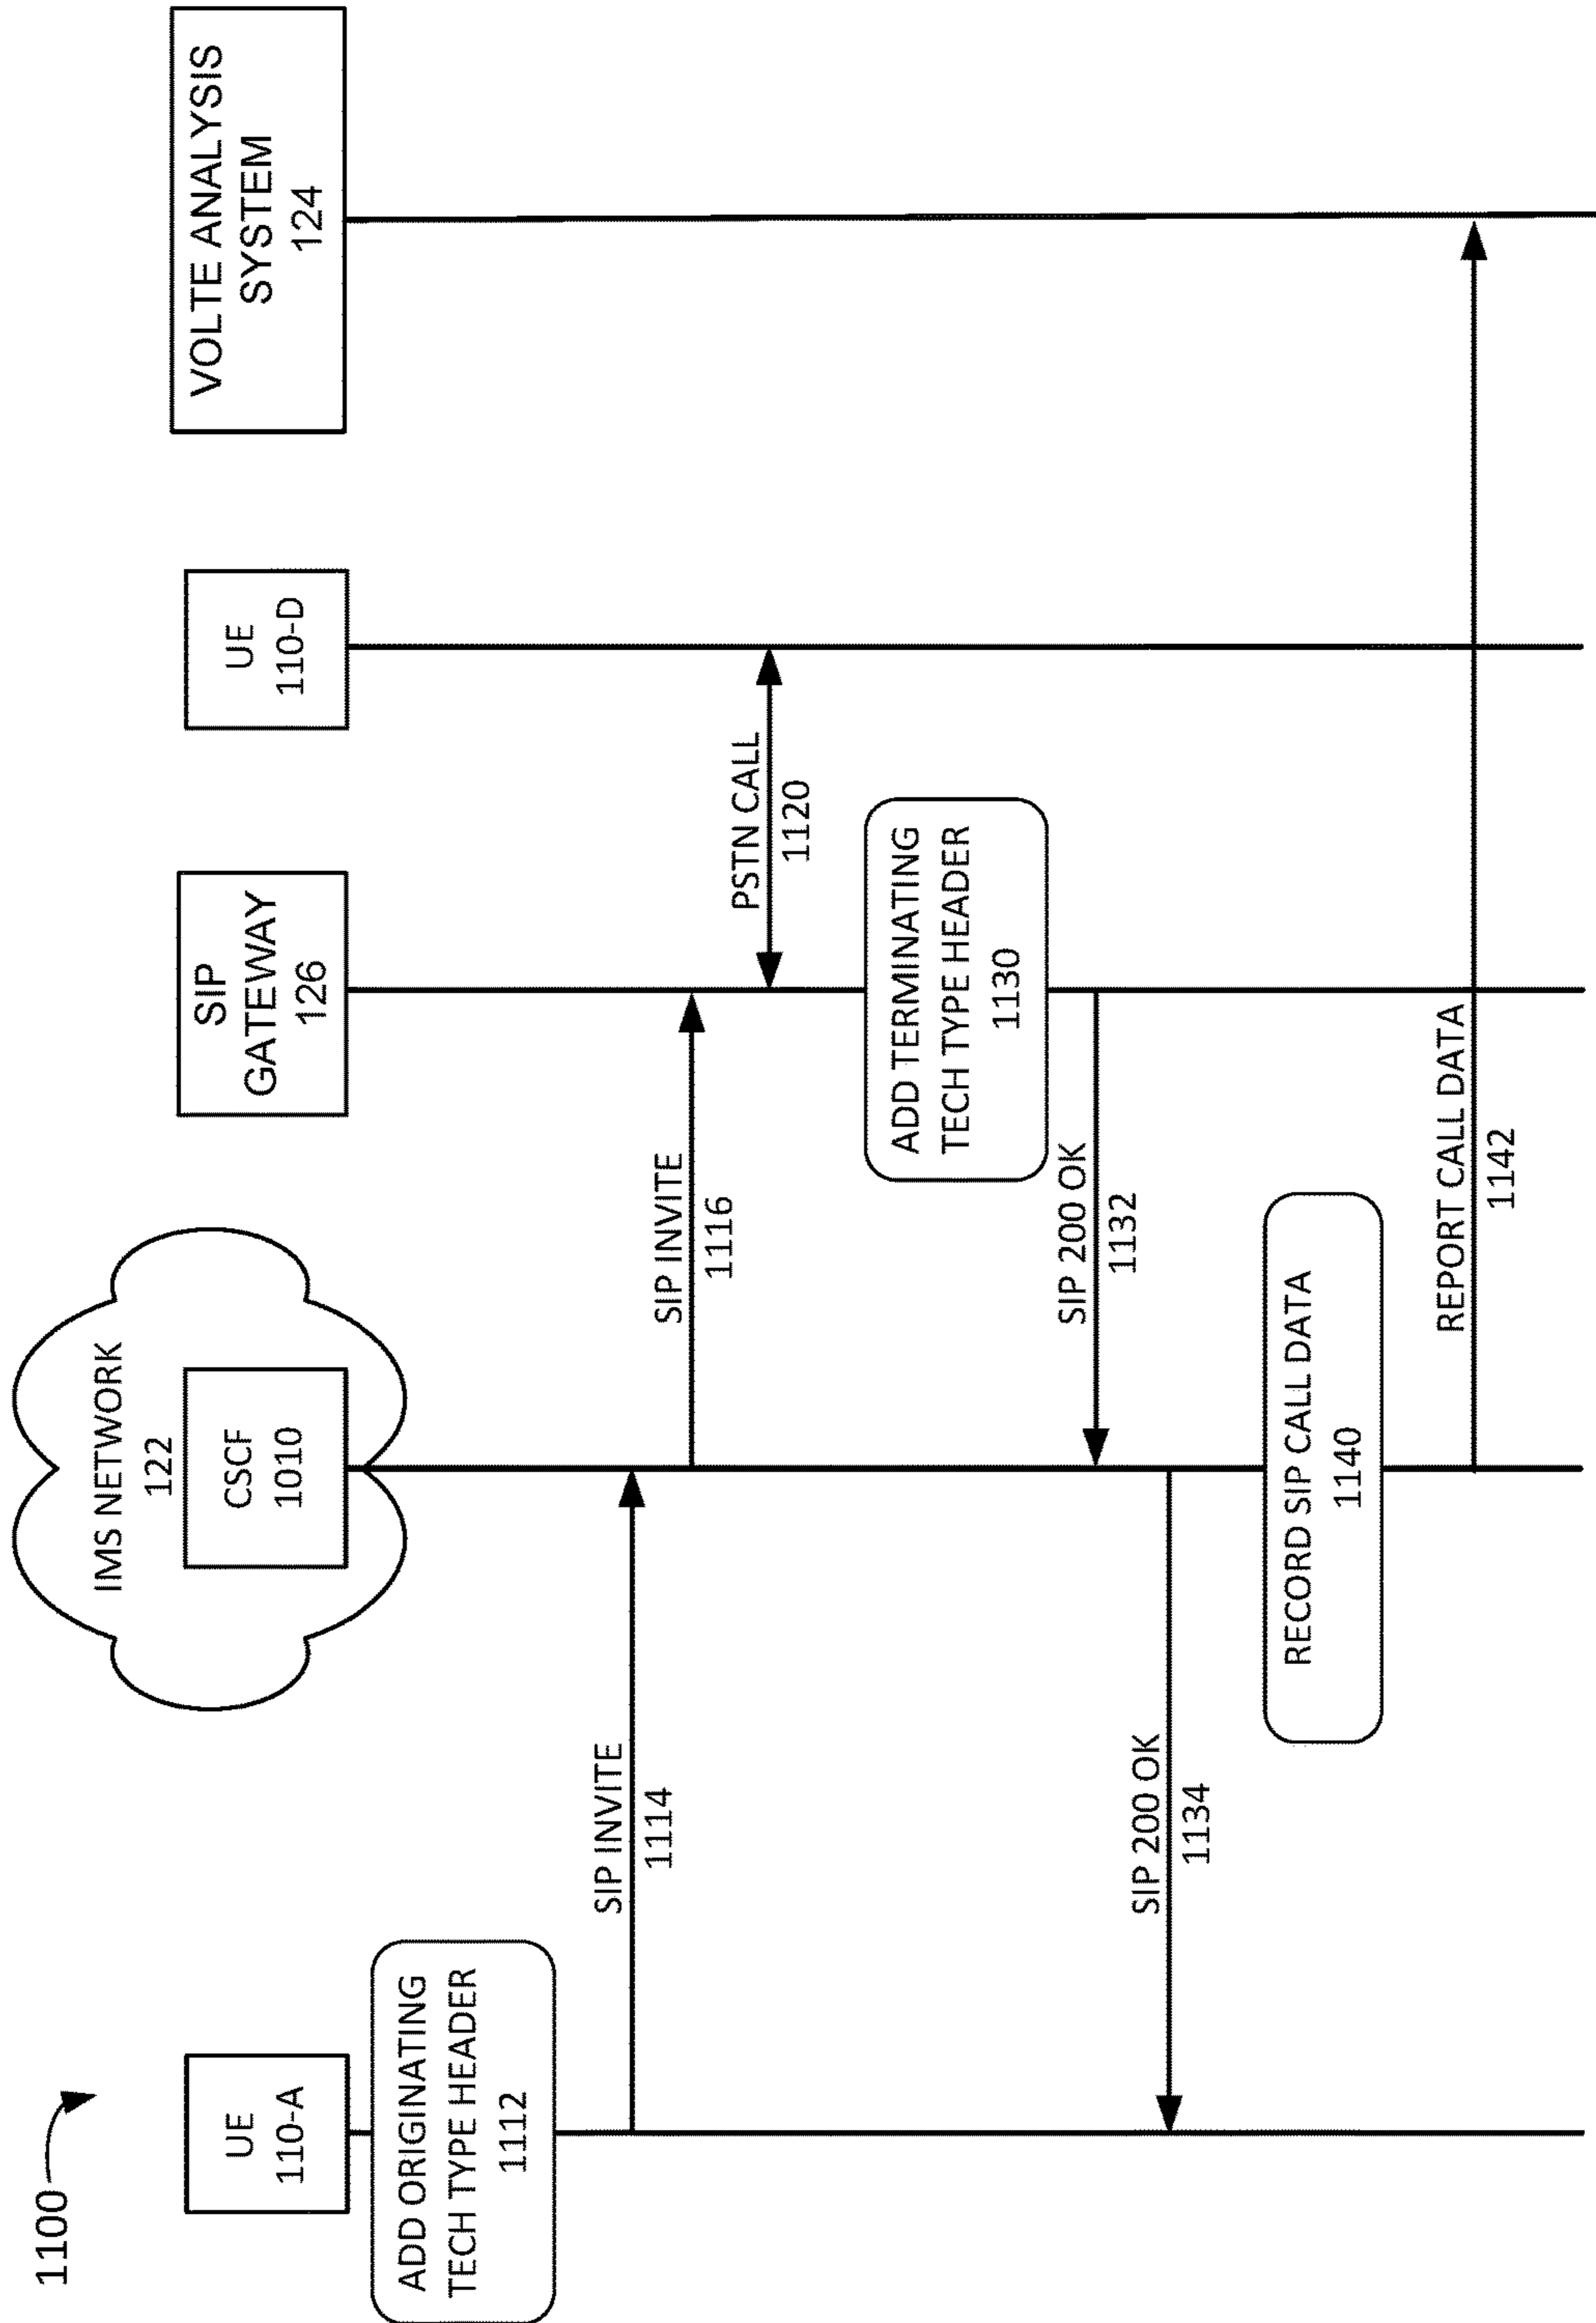 1100
UE
110-A
IMS NETWORK
122
CSCF
1010
SIP
GATEWAY
126
UE
110-D
VOLTE ANALYSIS
SYSTEM
124
ADD ORIGINATING
TECH TYPE HEADER
1112
SIP INVITE
1114
SIP INVITE
1116
PSTN CALL
1120
ADD TERMINATING
TECH TYPE HEADER
1130
SIP 200 OK
1132
SIP 200 OK
1134
RECORD SIP CALL DATA
1140
REPORT CALL DATA
1142